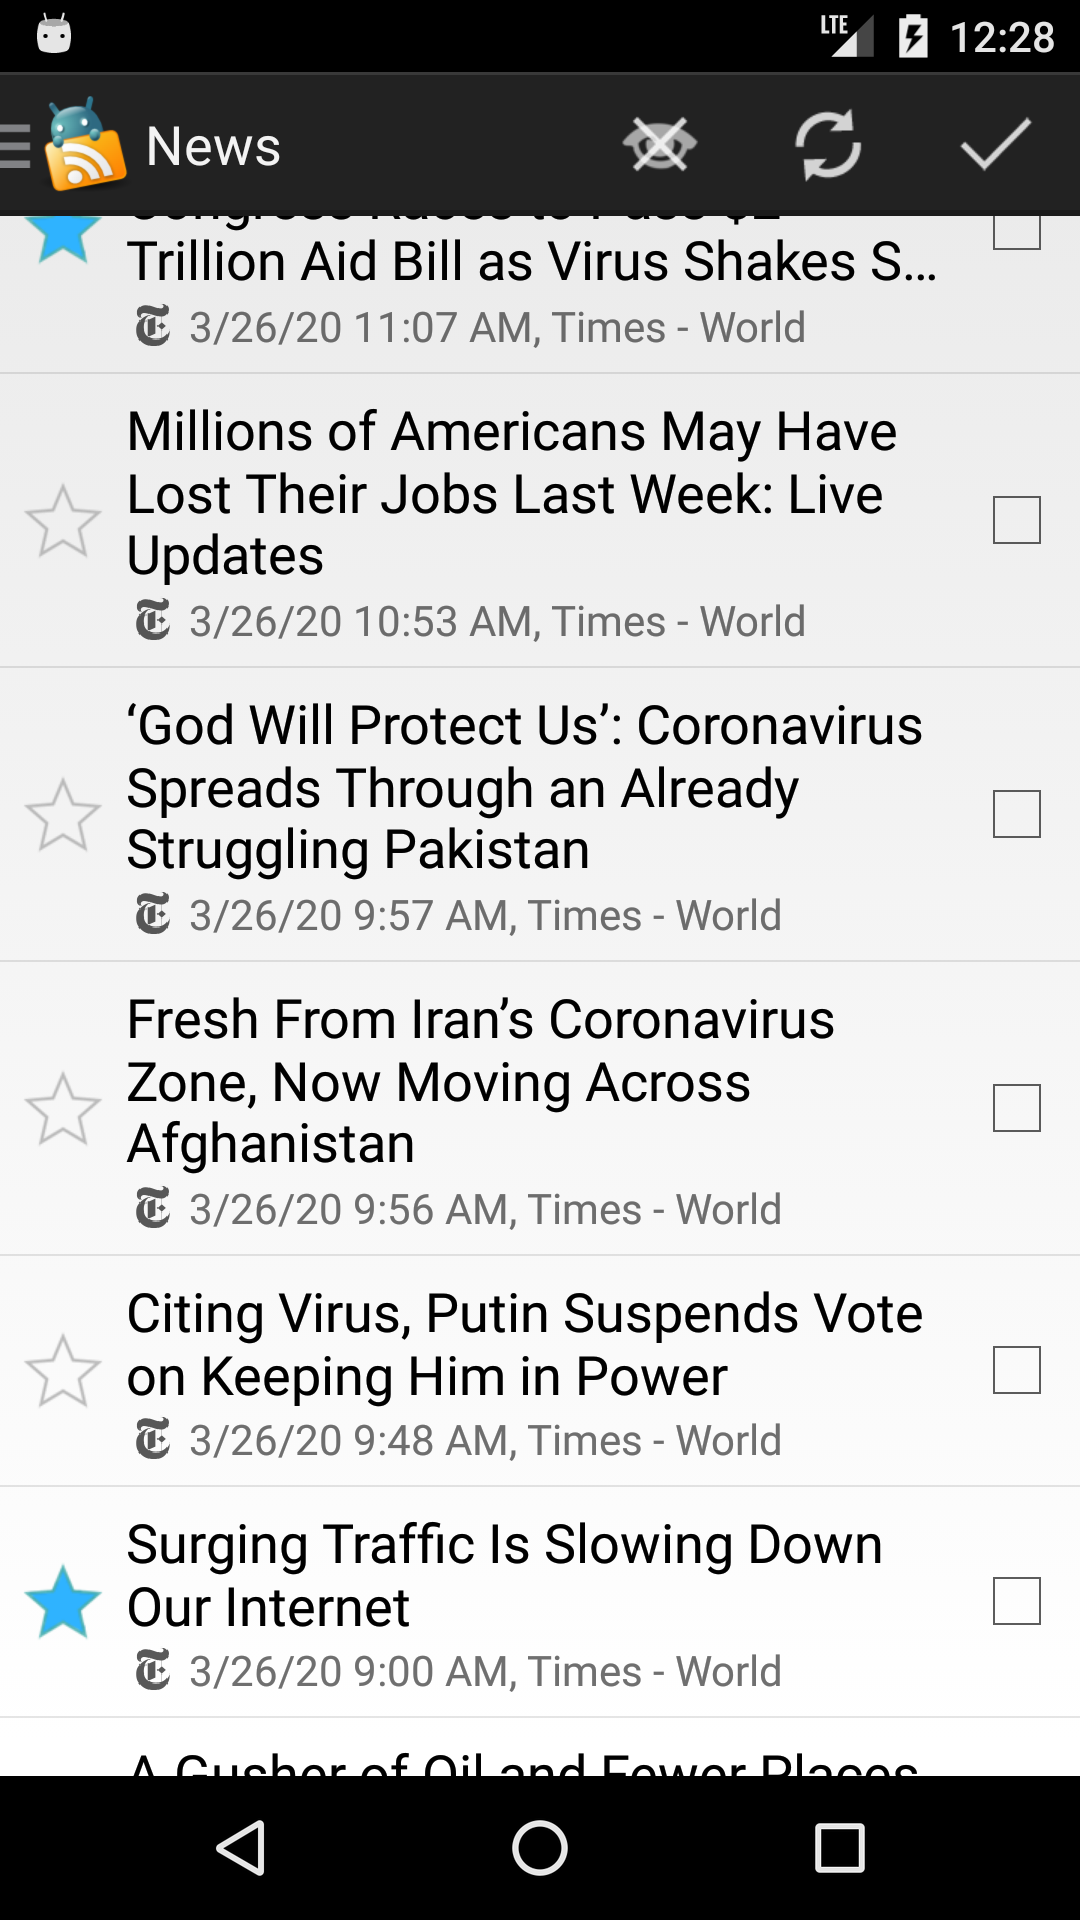 LTE 12:28
News
Congress Races to Pass $2
Trillion Aid Bill as Virus Shakes S…
3/26/20 11:07 AM, Times - World
Millions of Americans May Have
Lost Their Jobs Last Week: Live
Updates
3/26/20 10:53 AM, Times - World
‘God Will Protect Us’: Coronavirus
Spreads Through an Already
Struggling Pakistan
3/26/20 9:57 AM, Times - World
Fresh From Iran’s Coronavirus
Zone, Now Moving Across
Afghanistan
3/26/20 9:56 AM, Times - World
Citing Virus, Putin Suspends Vote
on Keeping Him in Power
3/26/20 9:48 AM, Times - World
Surging Traffic Is Slowing Down
Our Internet
3/26/20 9:00 AM, Times - World
A Gusher of Oil and Fewer Places